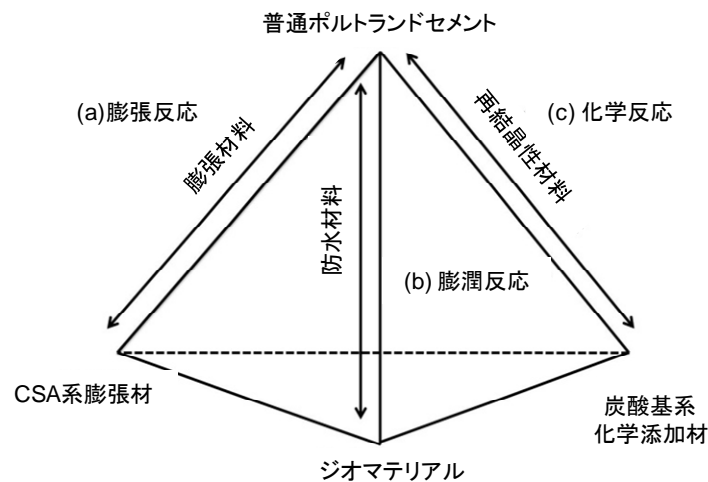 普通ポルトランドセメント
(a)膨張反応
膨張材料
防水材料
再結晶性材料
(c) 化学反応
(b) 膨潤反応
CSA系膨張材
炭酸基系
化学添加材
ジオマテリアル